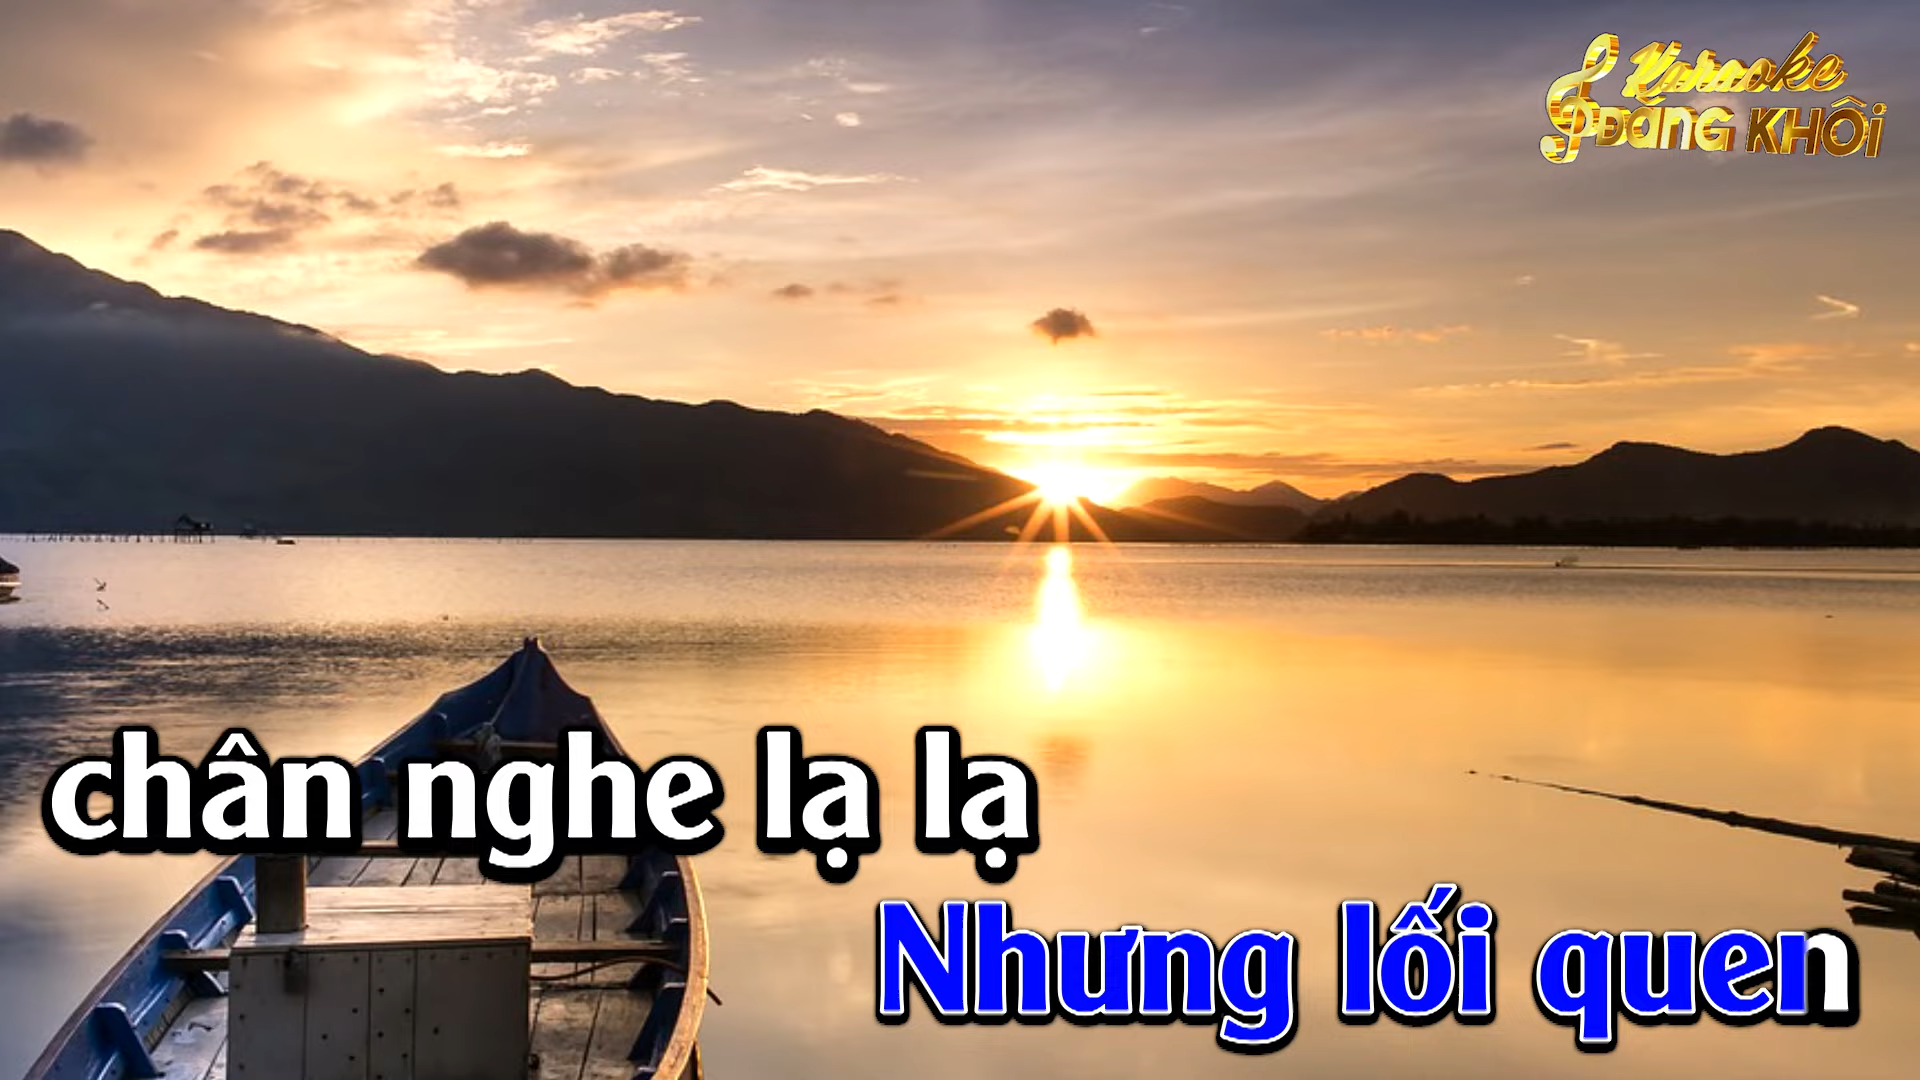 Karaoke
ĐĂNG KHÔI
chân nghe lạ lạ
Nhưng lối quen